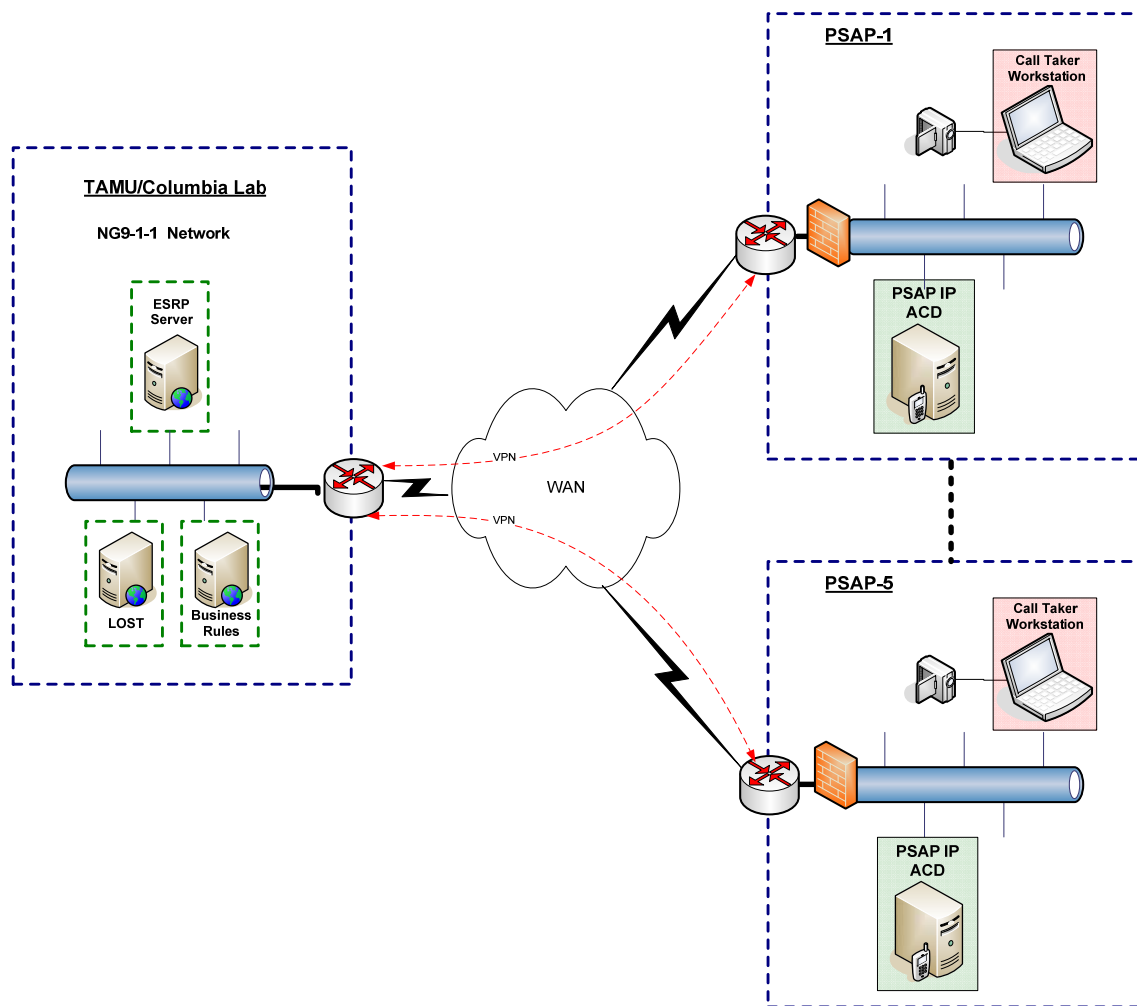 TAMU/Columbia Lab
NG9-1-1 Network
ESRP
Server
LOST
Business
Rules
VPN
WAN
VPN
PSAP-1
Call Taker
Workstation
PSAP IP
ACD
PSAP-5
Call Taker
Workstation
PSAP IP
ACD